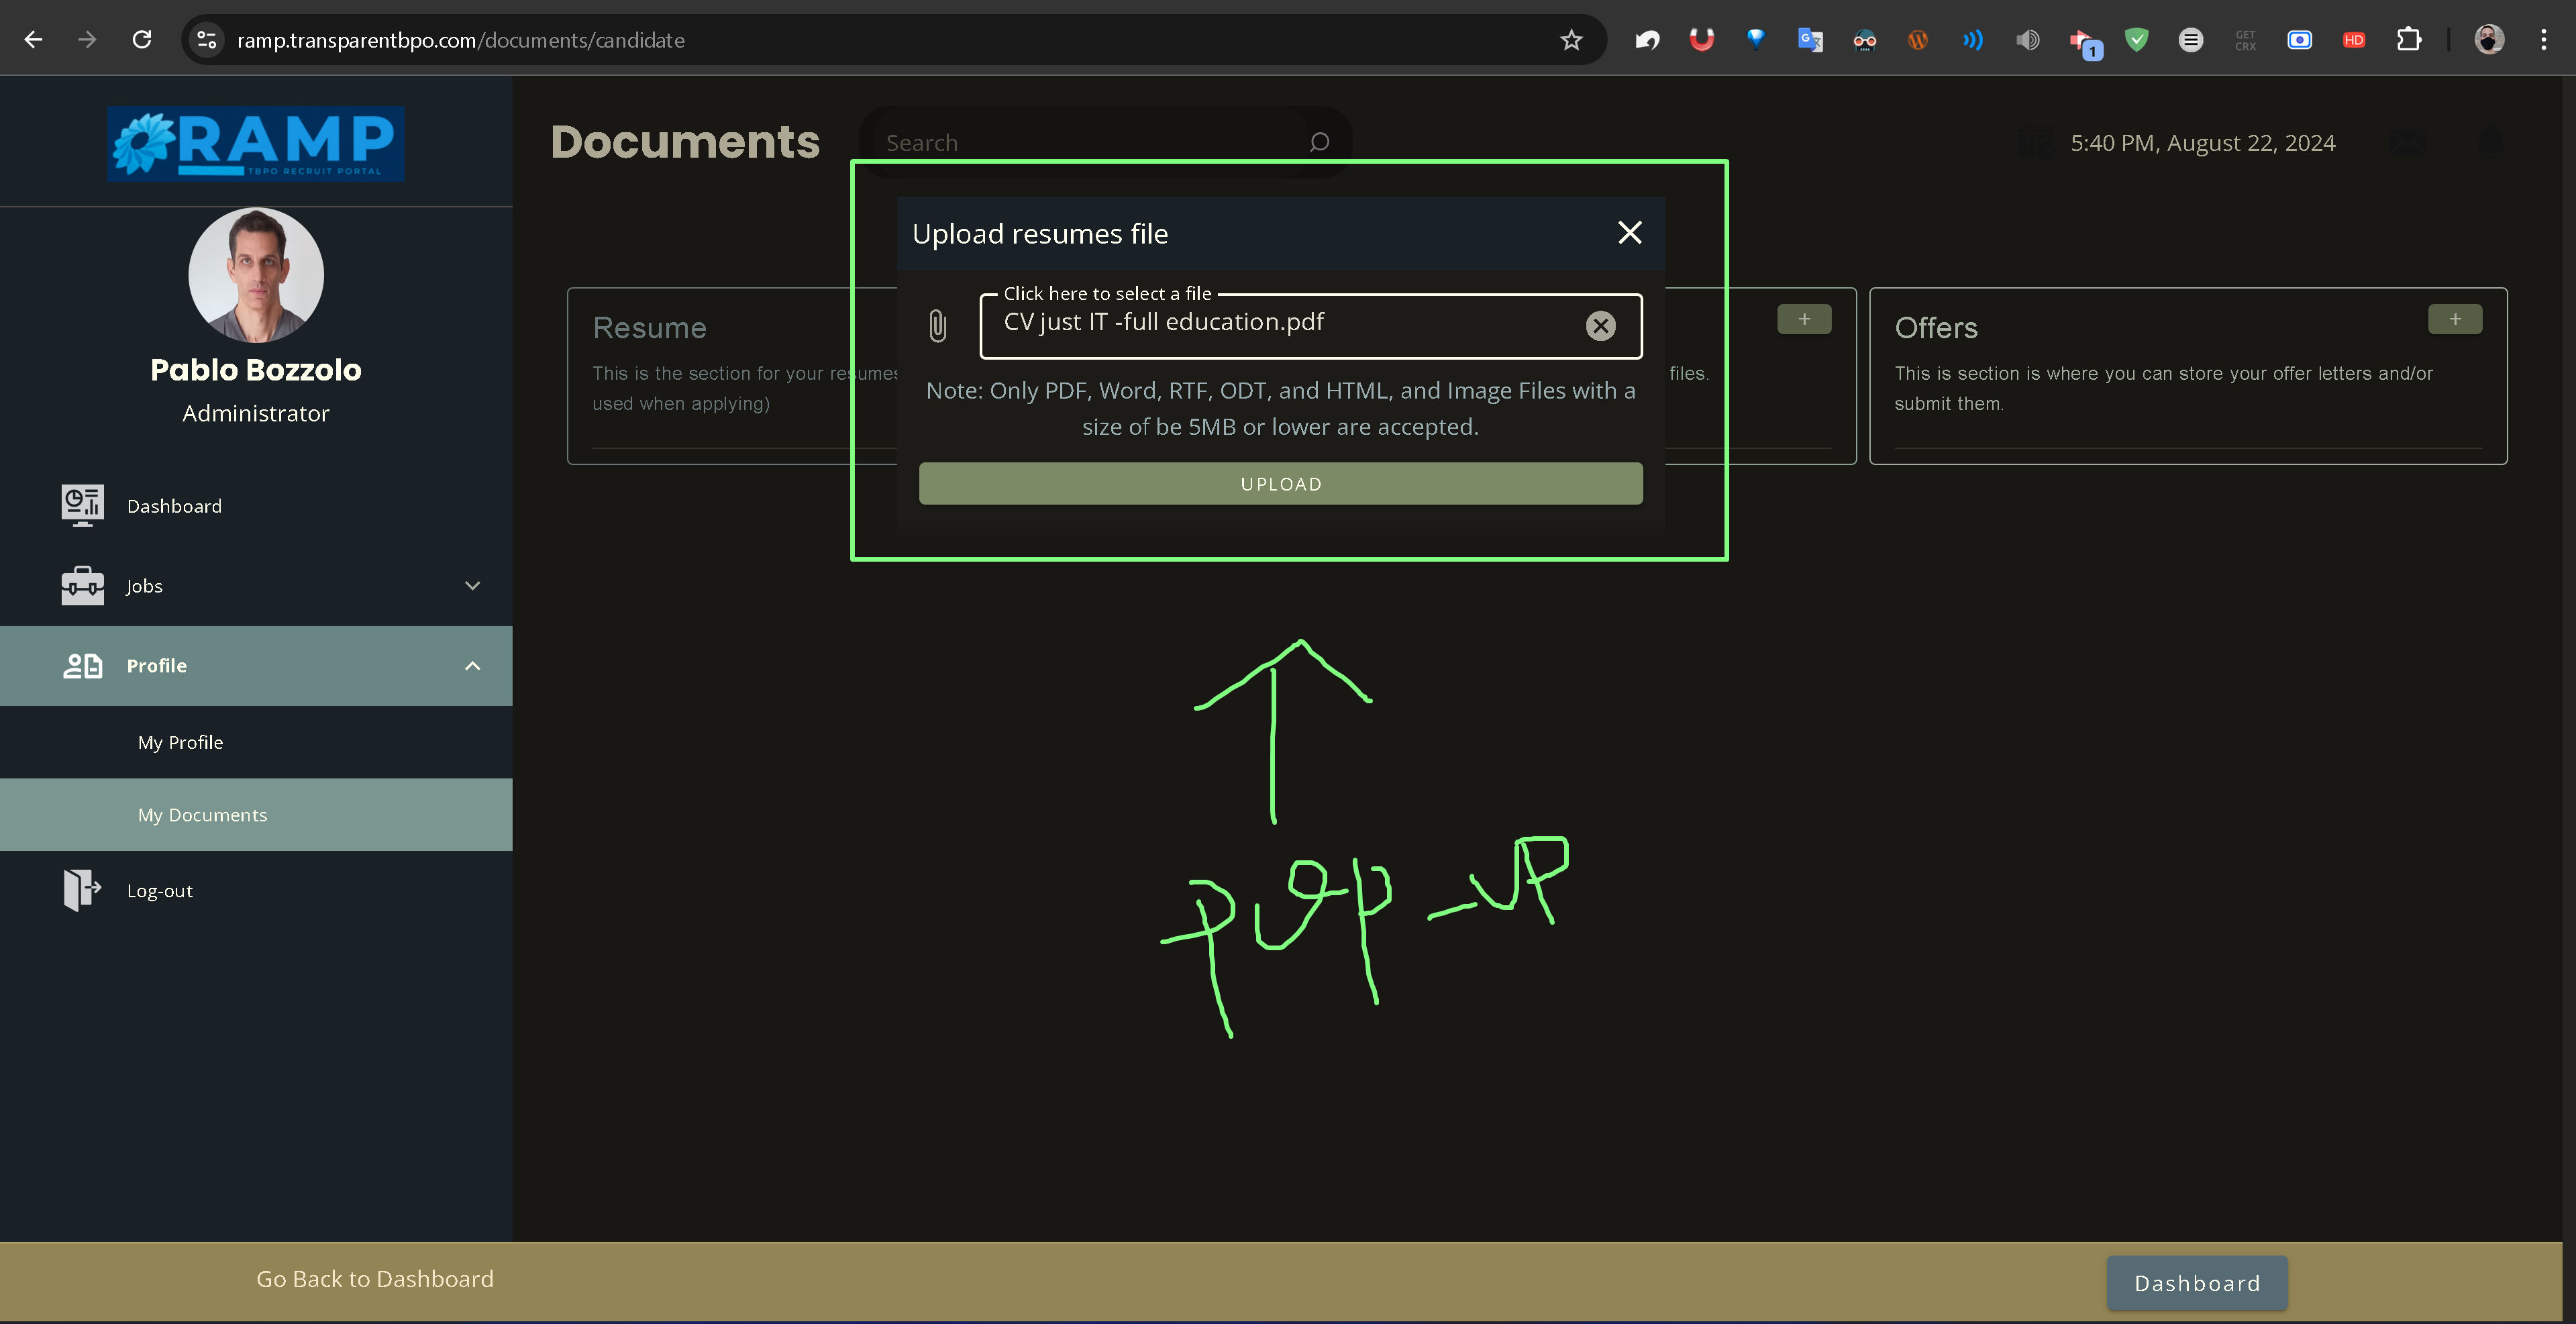 ramp.transparentbpo.com/documents/candidate
GET
CRX
HD
1
RAMP
TBPO RECRUIT PORTAL
Pablo Bozzolo
Administrator
Dashboard
Jobs
Profile
My Profile
My Documents
Log-out
Documents
Search
5:40 PM, August 22, 2024
Upload resumes file
Click here to select a file
CV just IT -full education.pdf
Note: Only PDF, Word, RTF, ODT, and HTML, and Image Files with a
size of be 5MB or lower are accepted.
UPLOAD
Resume
This is the section for your resumes
used when applying)
+
files.
Offers
+
This is section is where you can store your offer letters and/or
submit them.
pop-up
Go Back to Dashboard
Dashboard